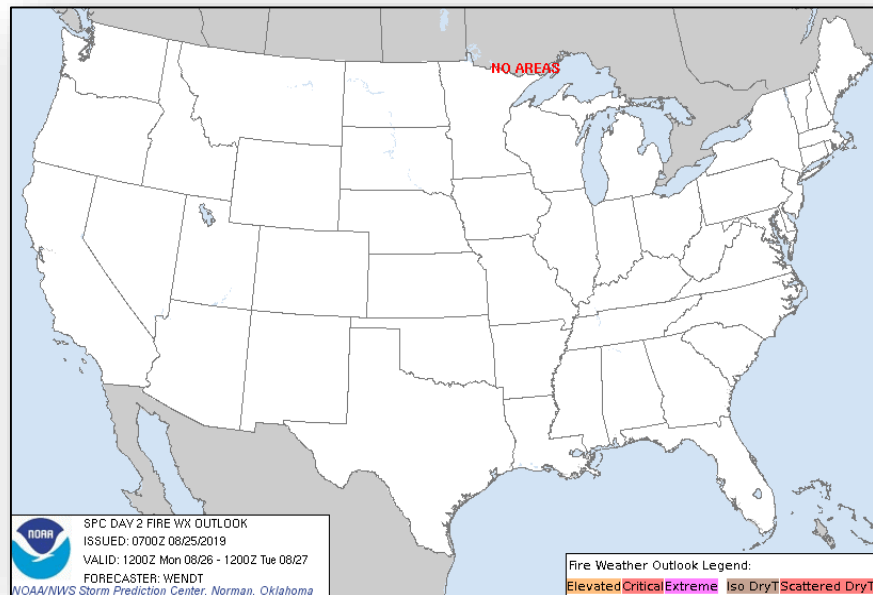 NO AREAS
NOAA
SPC DAY 2 FIRE WX OUTLOOK
ISSUED: 0700Z 08/25/2019
VALID: 1200Z Mon 08/26 - 1200Z Tue 08/27
FORECASTER: WENDT
NOAA/NWS Storm Prediction Center, Norman, Oklahoma
Fire Weather Outlook Legend:
Elevated Critical Extreme Iso DryT Scattered DryT